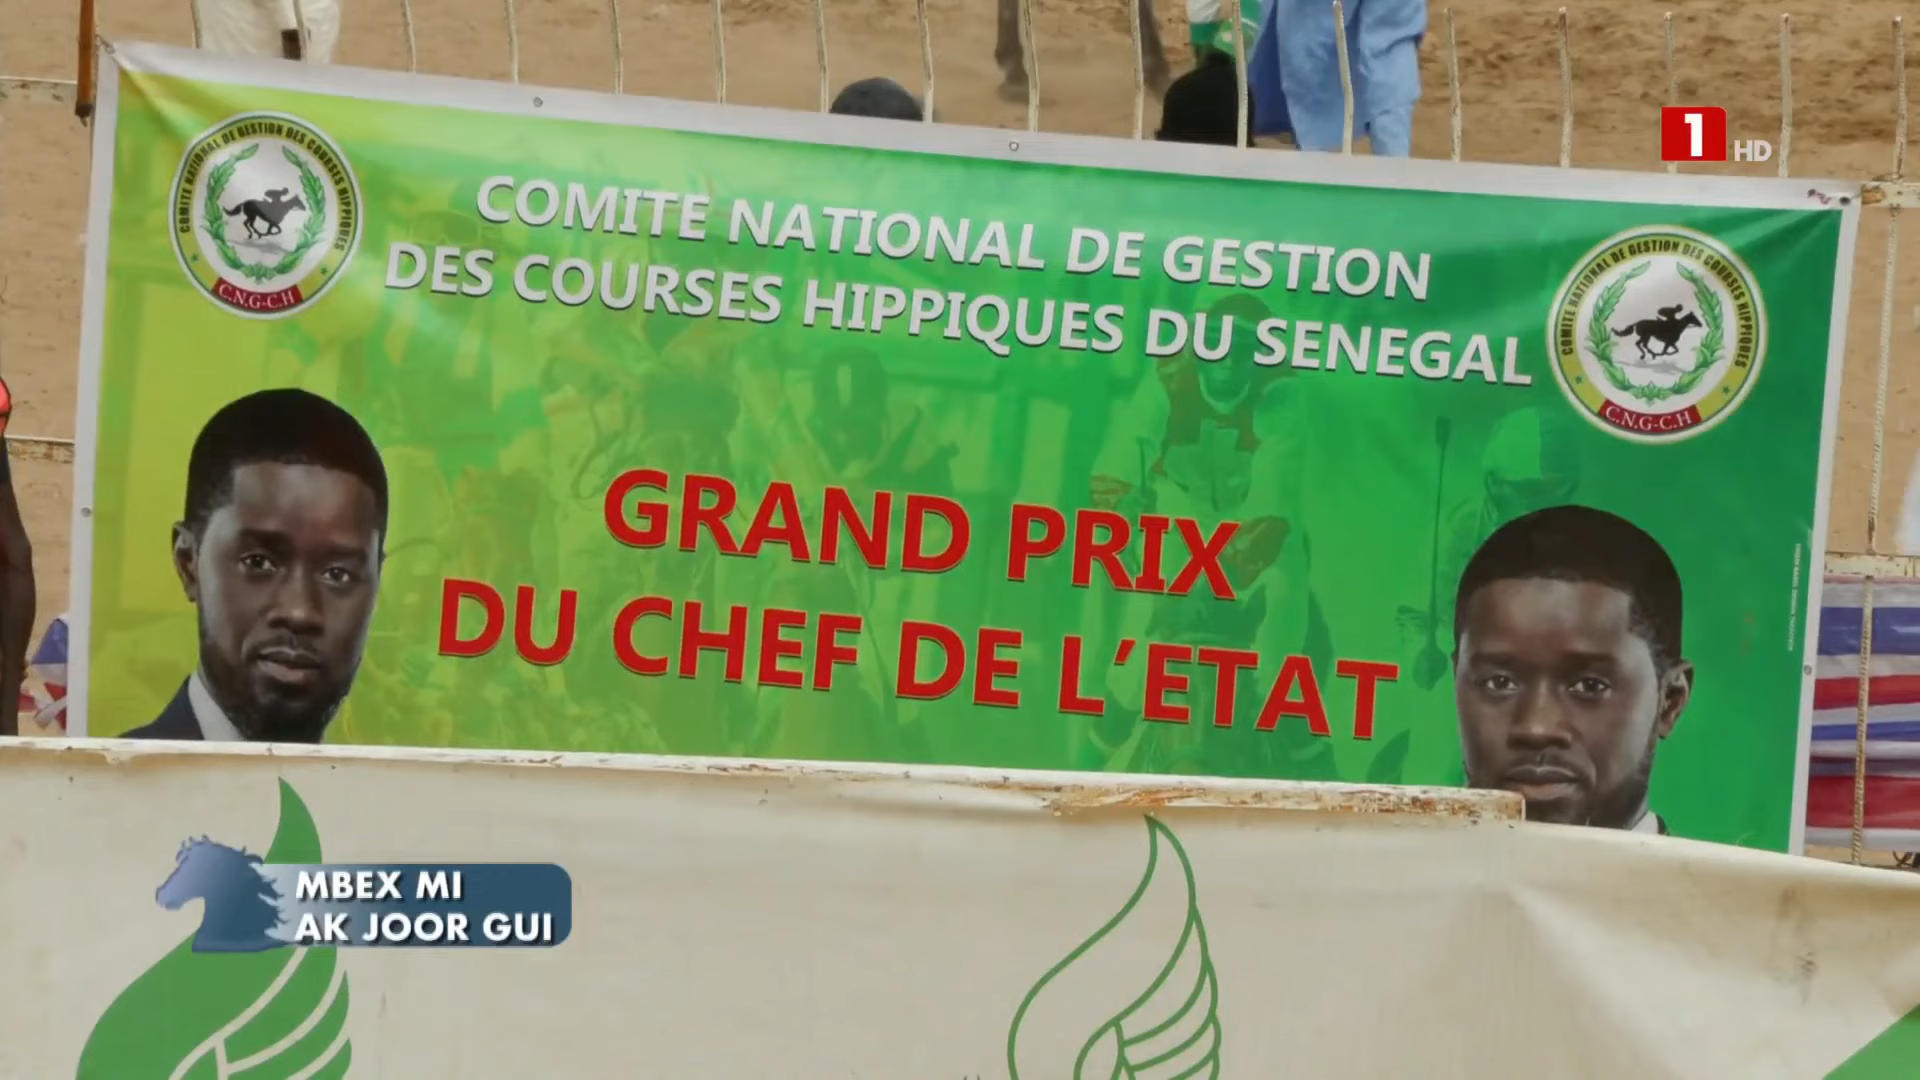 1 HD
COMITE NATIONAL DE GESTION DES COURSES HIPPIQUES
C.N.G-C.H
COMITE NATIONAL DE GESTION
DES COURSES HIPPIQUES DU SENEGAL
COMITE NATIONAL DE GESTION DES COURSES HIPPIQUES
C.N.G-C.H
GRAND PRIX
DU CHEF DE L'ETAT
MBEX MI
AK JOOR GUI